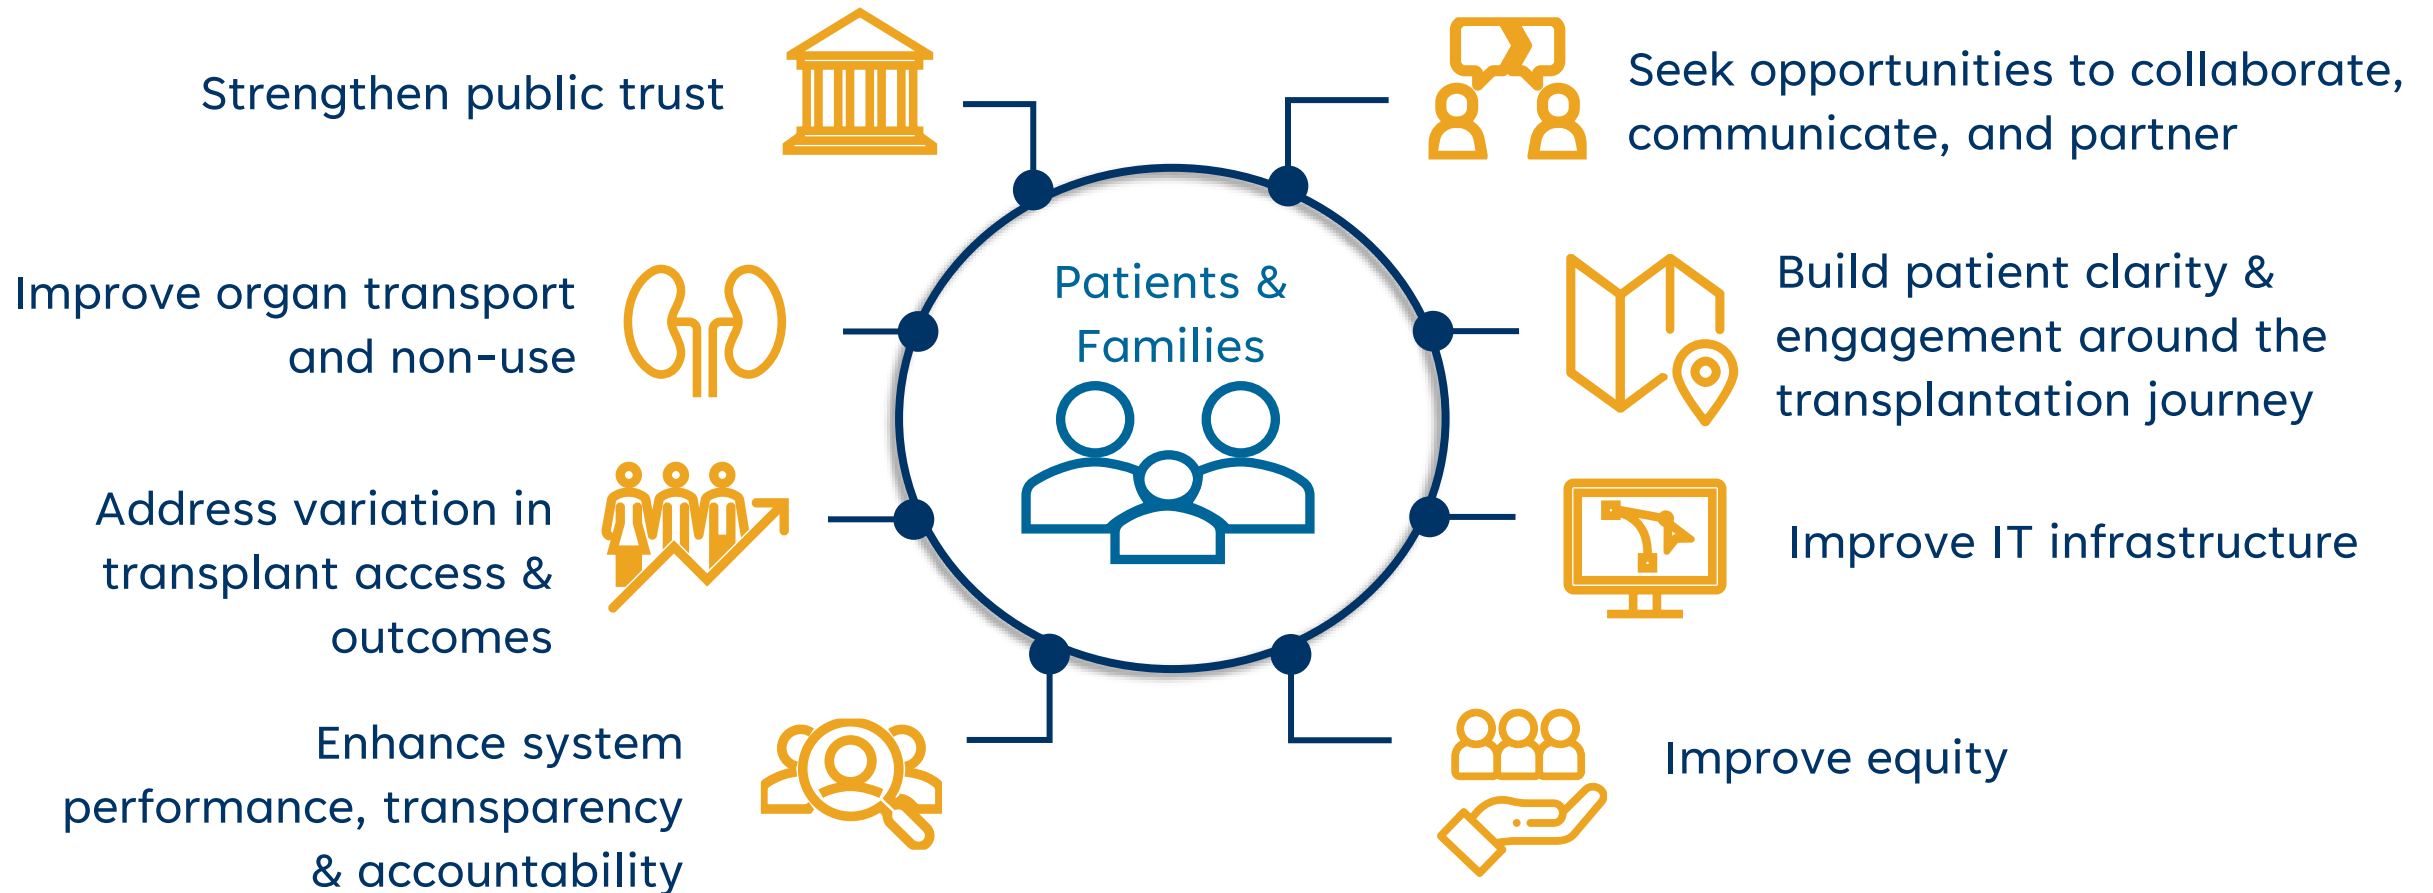 Strengthen public trust
Improve organ transport
and non-use
Address variation in
transplant access &
outcomes
Enhance system
performance, transparency
& accountability
Patients &
Families
Seek opportunities to collaborate,
communicate, and partner
Build patient clarity &
engagement around the
transplantation journey
Improve IT infrastructure
Improve equity